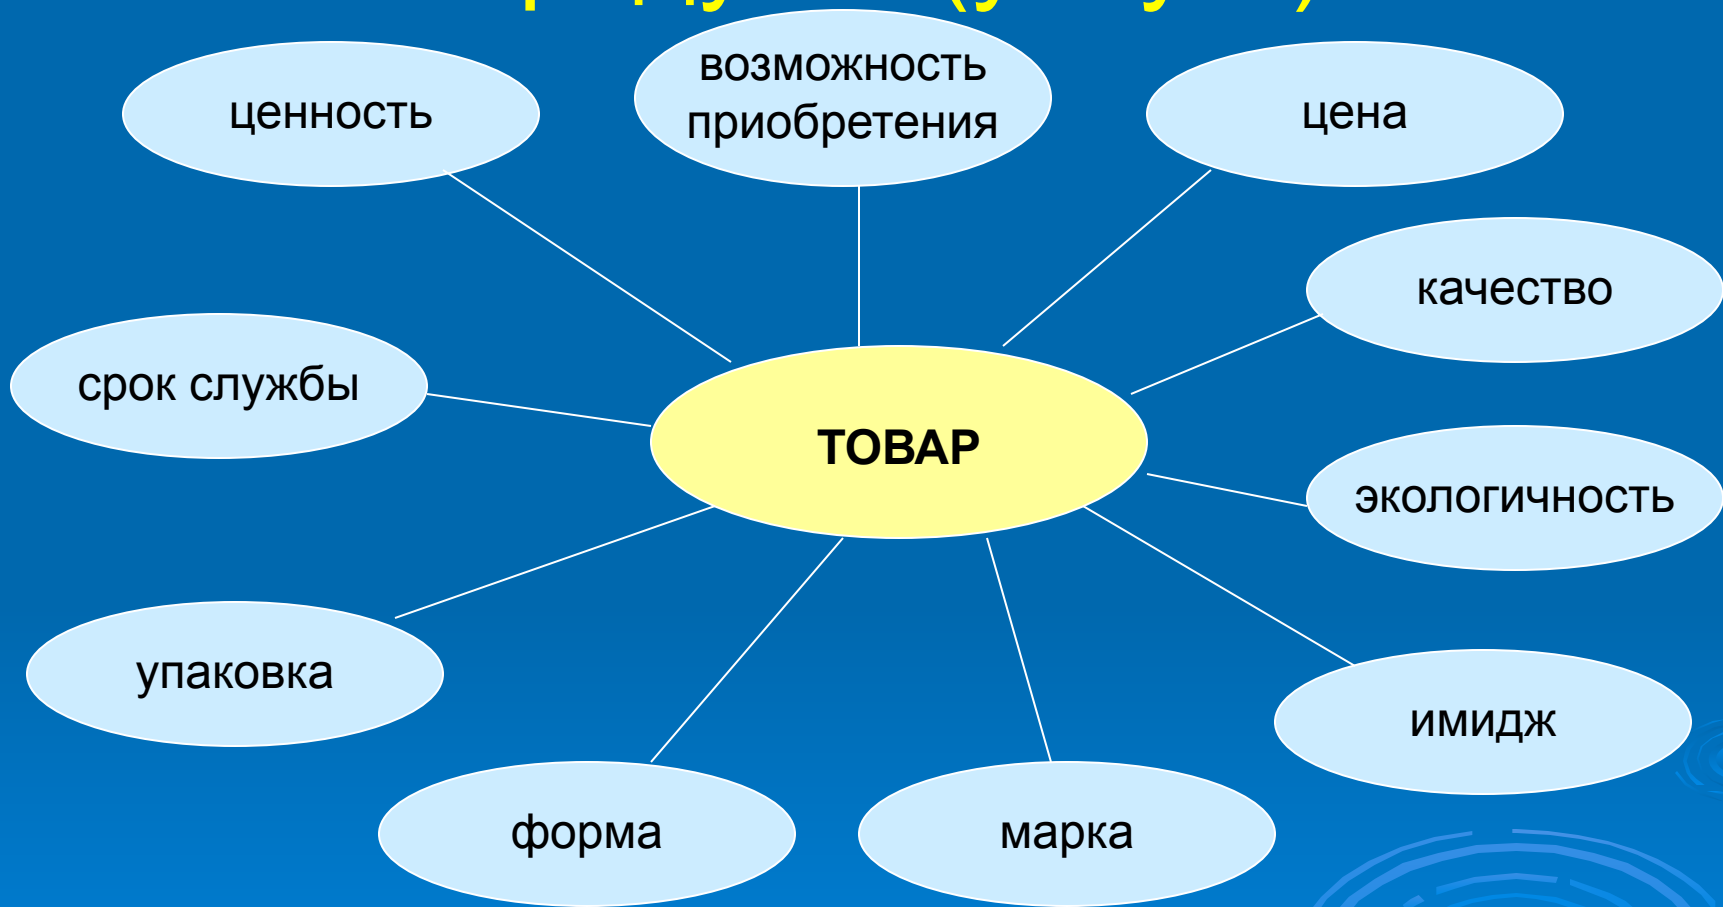 ценность
возможность
приобретения
цена
качество
срок службы
ТОВАР
экологичность
упаковка
имидж
форма
марка